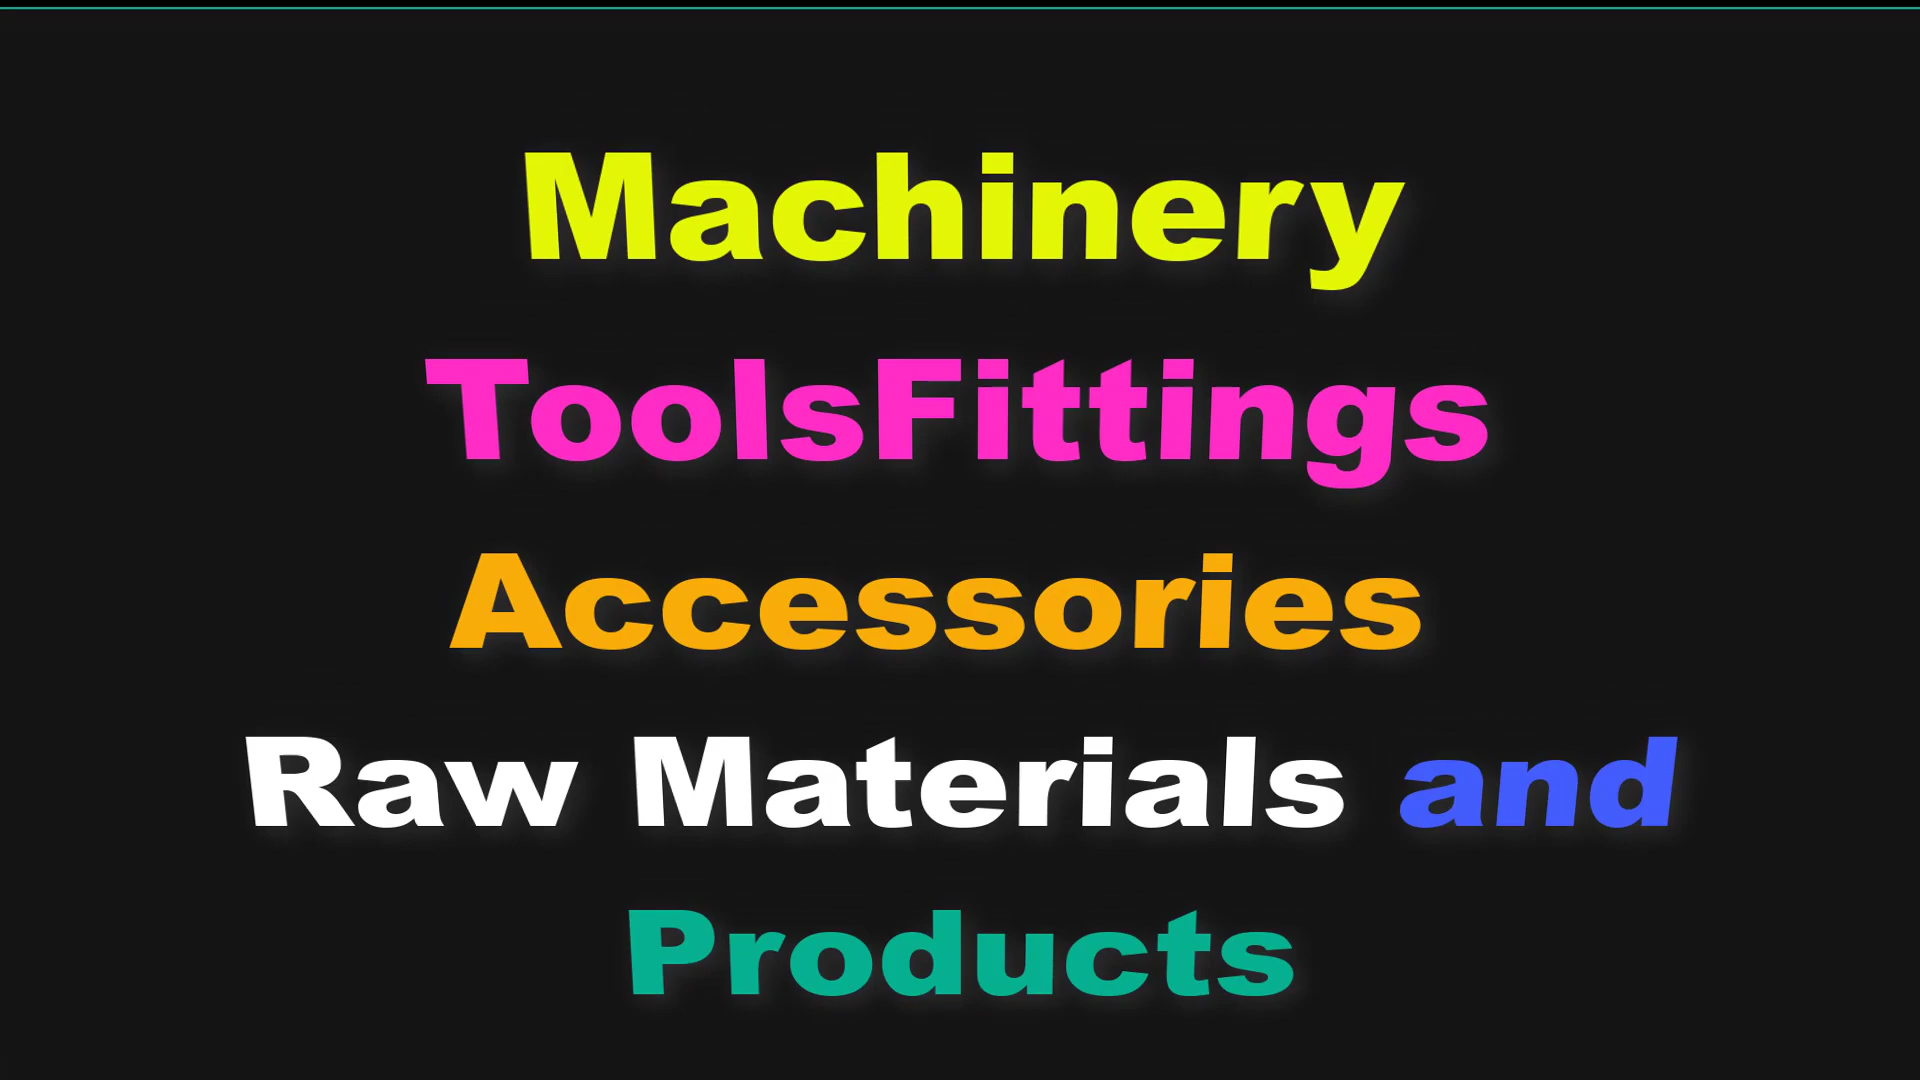 Machinery
ToolsFittings
Accessories
Raw Materials and
Products